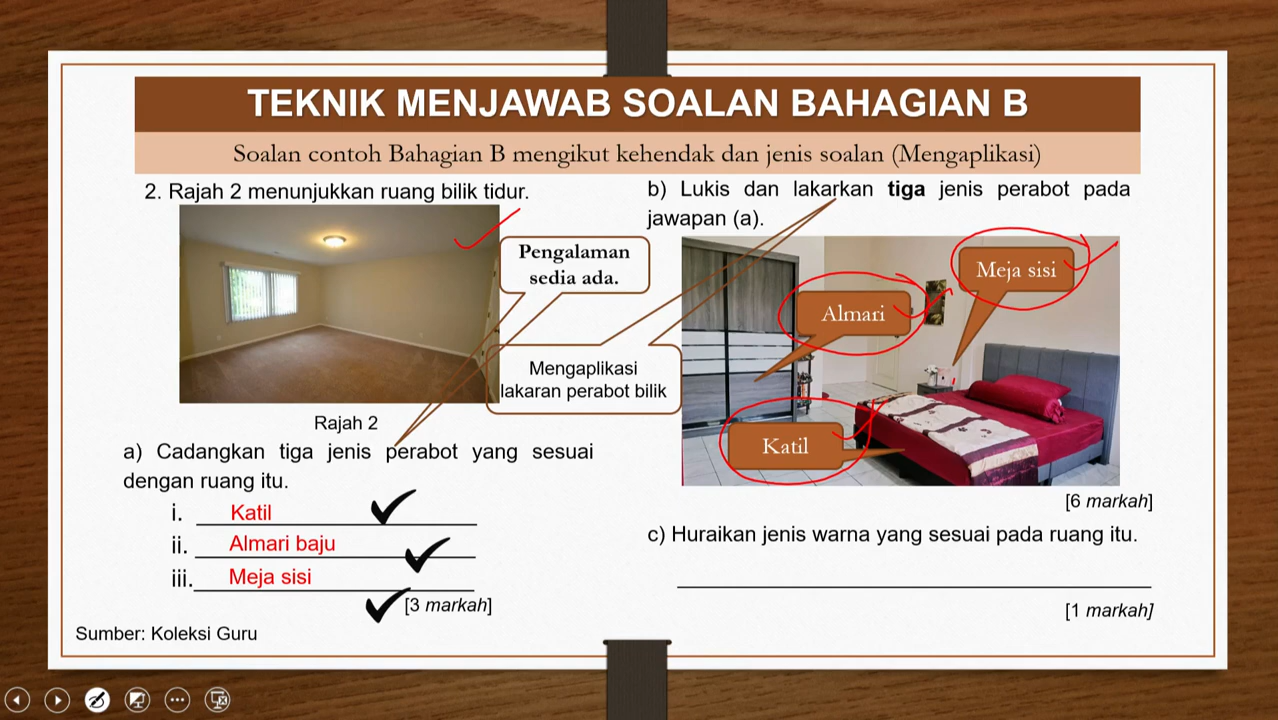 TEKNIK MENJAWAB SOALAN BAHAGIAN B
Soalan contoh Bahagian B mengikut kehendak dan jenis soalan (Mengaplikasi)
2. Rajah 2 menunjukkan ruang bilik tidur.
Pengalaman
sedia ada.
Mengaplikasi
lakaran perabot bilik
Rajah 2
a) Cadangkan tiga jenis perabot yang sesuai
dengan ruang itu.
i. Katil
ii. Almari baju
iii. Meja sisi
[3 markah]
Sumber: Koleksi Guru
b) Lukis dan lakarkan tiga jenis perabot pada
jawapan (a).
Meja sisi
Almari
Katil
[6 markah]
c) Huraikan jenis warna yang sesuai pada ruang itu.
[1 markah]